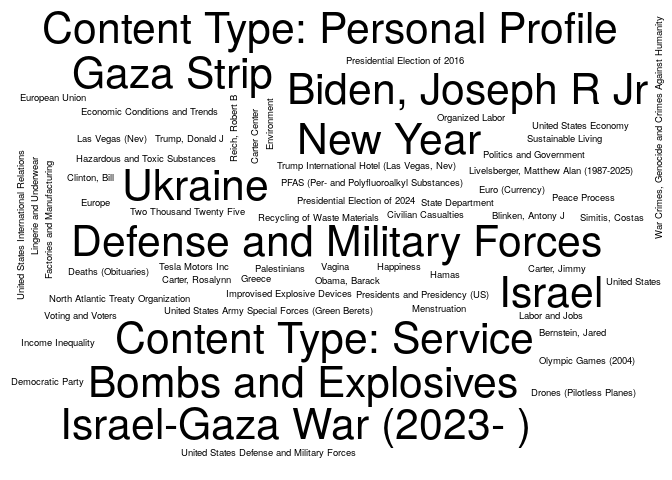 Content Type: Personal Profile
War Crimes, Genocide and Crimes Against Humanity
Gaza Strip
Presidential Election of 2016
Biden, Joseph R Jr
European Union
Economic Conditions and Trends
Reich, Robert B
Carter Center
Environment
Organized Labor
United States Economy
New Year
Las Vegas (Nev)
Trump, Donald J
Sustainable Living
Hazardous and Toxic Substances
Politics and Government
Trump International Hotel (Las Vegas, Nev)
Livelsberger, Matthew Alan (1987-2025)
United States International Relations
Lingerie and Underwear
Factories and Manufacturing
Clinton, Bill
Ukraine
PFAS (Per- and Polyfluoroalkyl Substances)
Euro (Currency)
Peace Process
Europe
Presidential Election of 2024
State Department
Two Thousand Twenty Five
Recycling of Waste Materials
Civilian Casualties
Blinken, Antony J
Simitis, Costas
Defense and Military Forces
Deaths (Obituaries)
Tesla Motors Inc
Palestinians
Vagina
Happiness
Hamas
Carter, Jimmy
Carter, Rosalynn
Greece
Obama, Barack
Israel
United States
North Atlantic Treaty Organization
Improvised Explosive Devices
Presidents and Presidency (US)
Voting and Voters
United States Army Special Forces (Green Berets)
Menstruation
Labor and Jobs
Content Type: Service
Bernstein, Jared
Income Inequality
Olympic Games (2004)
Democratic Party
Bombs and Explosives
Drones (Pilotless Planes)
Israel-Gaza War (2023- )
United States Defense and Military Forces